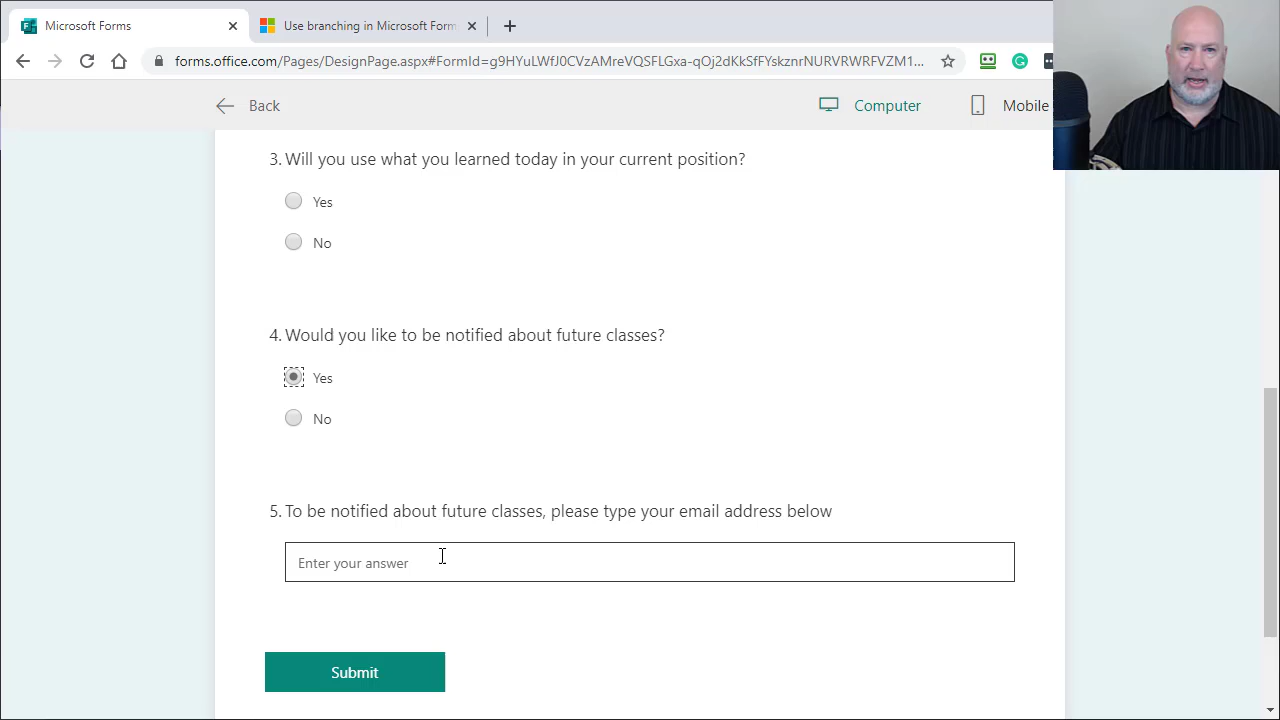 Microsoft Forms
Use branching in Microsoft Form
forms.office.com/Pages/DesignPage.aspx#FormId=g9HYuLWfJ0CVzAMreVQSFLGxa-qOj2dKkSfFYskznrNURVRWRFVZM1...
Back
Computer
Mobile
3. Will you use what you learned today in your current position?
Yes
No
4. Would you like to be notified about future classes?
Yes
No
5. To be notified about future classes, please type your email address below
Enter your answer
Submit